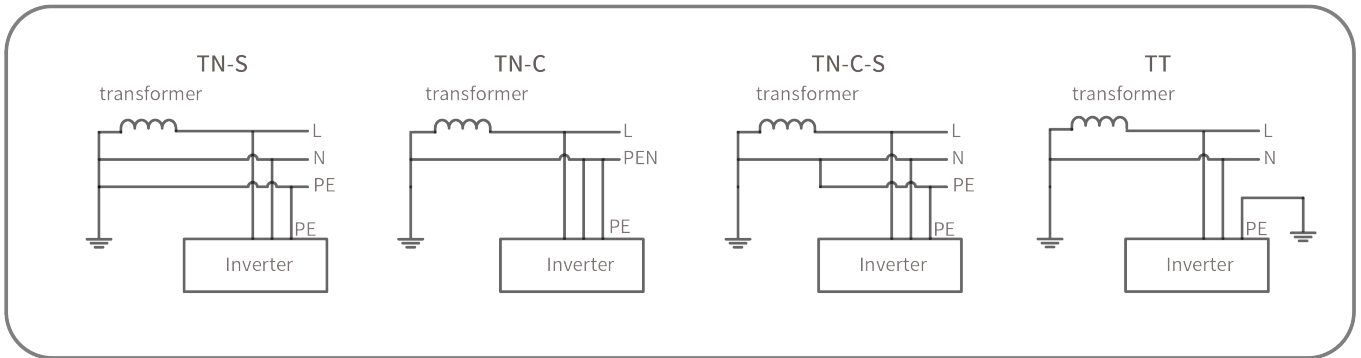 TN-S
transformer
L
N
PE
PE
Inverter
TN-C
transformer
L
PEN
PE
Inverter
TN-C-S
transformer
L
N
PE
PE
Inverter
TT
transformer
L
N
PE
Inverter